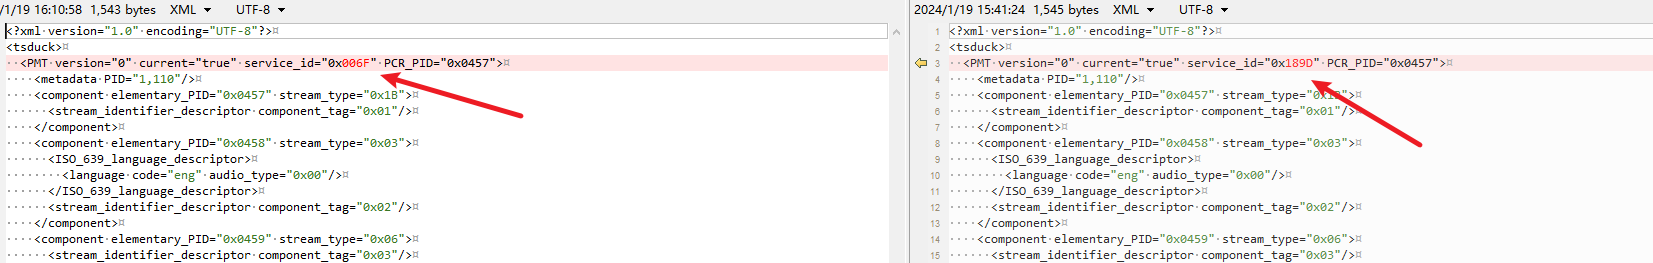 /1/19 16:10:58 1,543 bytes XML UTF-8
<?xml version="1.0" encoding="UTF-8"?>
<tsduck>
<PMT version="0" current="true" service_id="0x006F" PCR_PID="0x0457">
<metadata PID="1,110"/>
<component elementary_PID="0x0457" stream_type="0x1B">
<stream_identifier_descriptor component_tag="0x01"/>
</component>
<component elementary_PID="0x0458" stream_type="0x03">
<ISO_639_language_descriptor>
<language code="eng" audio_type="0x00"/>
</ISO_639_language_descriptor>
<stream_identifier_descriptor component_tag="0x02"/>
</component>
<component elementary_PID="0x0459" stream_type="0x06">
<stream_identifier_descriptor component_tag="0x03"/>
2024/1/19 15:41:24 1,545 bytes XML UTF-8
1 <?xml version="1.0" encoding="UTF-8"?>
2 <tsduck>
3 <PMT version="0" current="true" service_id="0x189D" PCR_PID="0x0457">
4 <metadata PID="1,110"/>
5 <component elementary_PID="0x0457" stream_type="0x1B">
6 <stream_identifier_descriptor component_tag="0x01"/>
7 </component>
8 <component elementary_PID="0x0458" stream_type="0x03">
9 <ISO_639_language_descriptor>
10 <language code="eng" audio_type="0x00"/>
11 </ISO_639_language_descriptor>
12 <stream_identifier_descriptor component_tag="0x02"/>
13 </component>
14 <component elementary_PID="0x0459" stream_type="0x06">
15 <stream_identifier_descriptor component_tag="0x03"/>